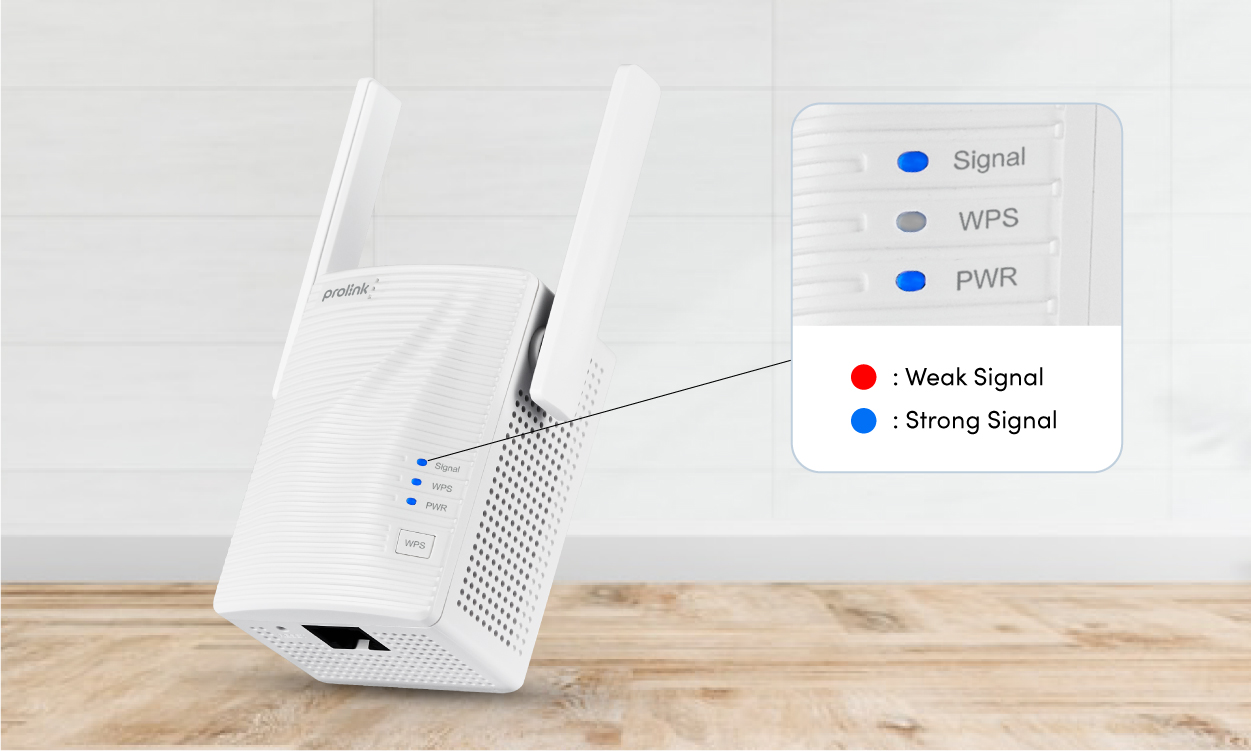 prolink
Signal
WPS
PWR
WPS
Signal
WPS
PWR
: Weak Signal
: Strong Signal